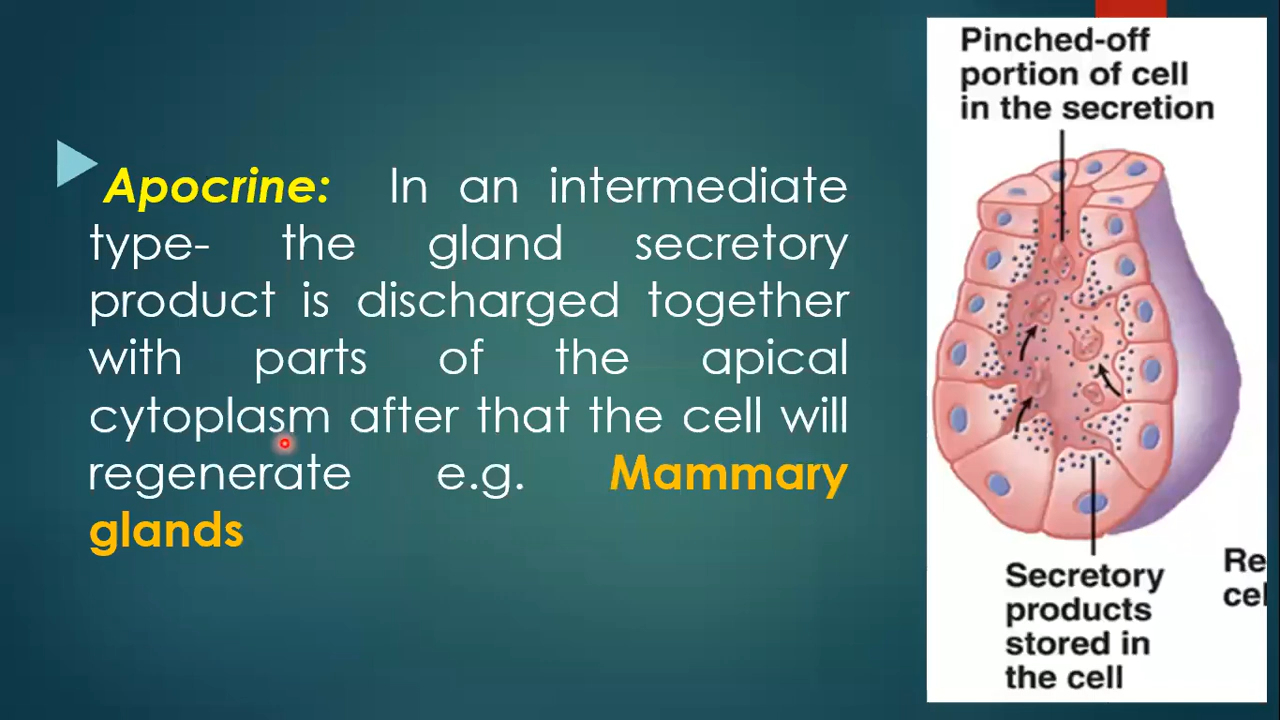 Apocrine: In an intermediate
type- the gland secretory
product is discharged together
with parts of the apical
cytoplasm after that the cell will
regenerate e.g. Mammary
glands
Pinched-off
portion of cell
in the secretion
Secretory
products
stored in
the cell
Re
cel